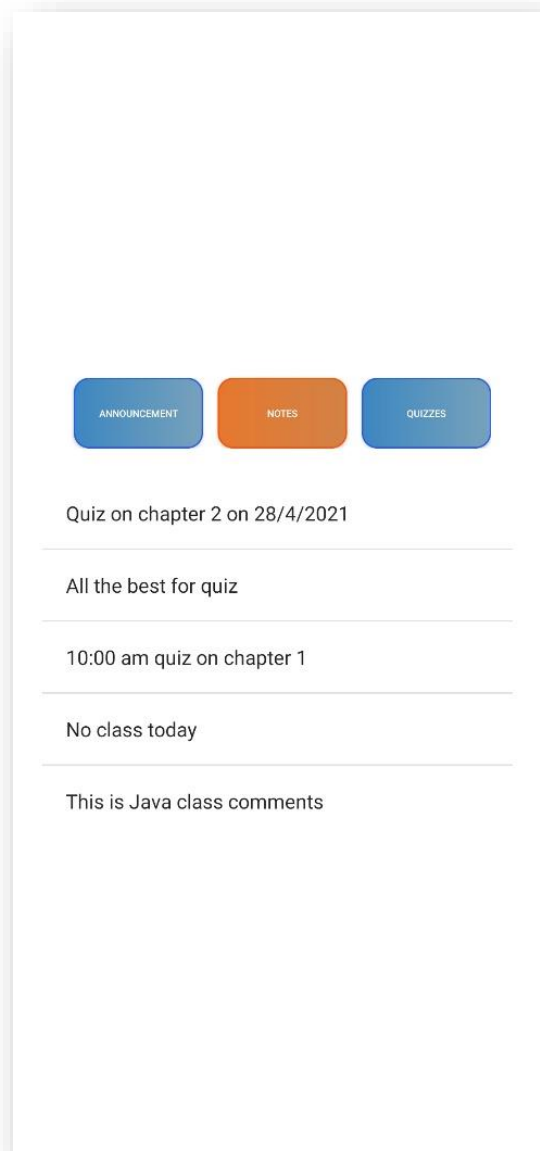 ANNOUNCEMENT NOTES QUIZZES
Quiz on chapter 2 on 28/4/2021
All the best for quiz
10:00 am quiz on chapter 1
No class today
This is Java class comments